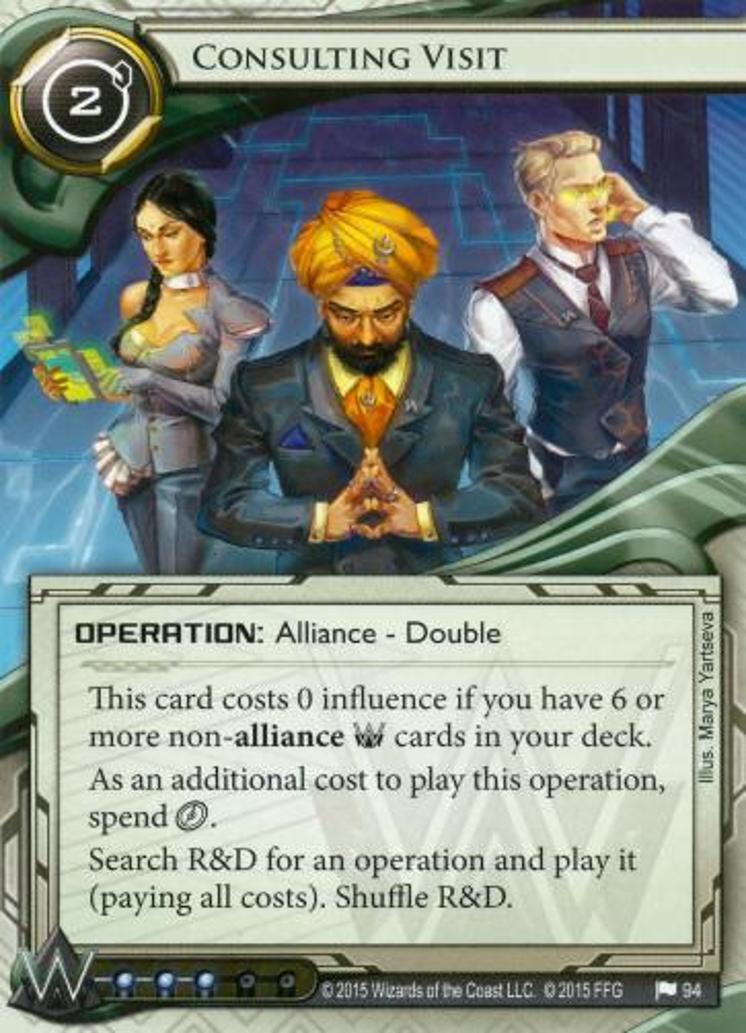 2 CONSULTING VISIT
OPERATION: Alliance - Double
This card costs 0 influence if you have 6 or
more non-alliance cards in your deck.
As an additional cost to play this operation,
spend .
Search R&D for an operation and play it
(paying all costs). Shuffle R&D.
Illus. Marya Yartseva
W © 2015 Wizards of the Coast LLC. © 2015 FFG 94